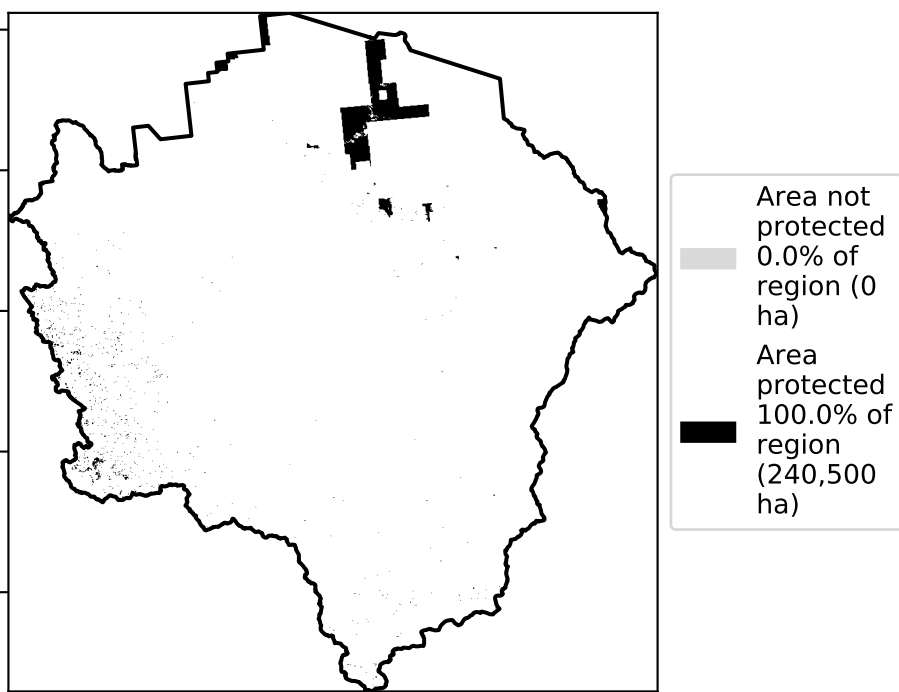 Area not
protected
0.0% of
region (0
ha)
Area
protected
100.0% of
region
(240,500
ha)